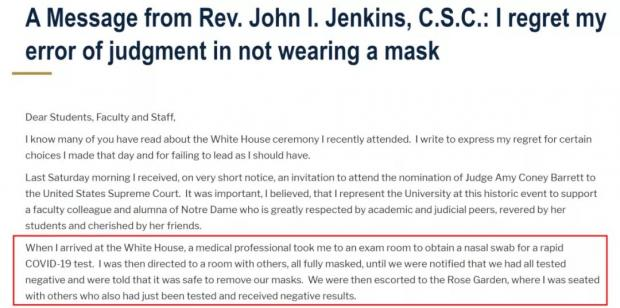 A Message from Rev. John I. Jenkins, C.S.C.: I regret my
error of judgment in not wearing a mask
Dear Students, Faculty and Staff,
I know many of you have read about the White House ceremony I recently attended. I write to express my regret for certain
choices I made that day and for failing to lead as I should have.
Last Saturday morning I received, on very short notice, an invitation to attend the nomination of Judge Amy Coney Barrett to
the United States Supreme Court. It was important, I believed, that I represent the University at this historic event to support
a faculty colleague and alumna of Notre Dame who is greatly respected by academic and judicial peers, revered by her
students and cherished by her friends.
When I arrived at the White House, a medical professional took me to an exam room to obtain a nasal swab for a rapid
COVID-19 test. I was then directed to a room with others, all fully masked, until we were notified that we had all tested
negative and were told that it was safe to remove our masks. We were then escorted to the Rose Garden, where I was seated
with others who also had just been tested and received negative results.